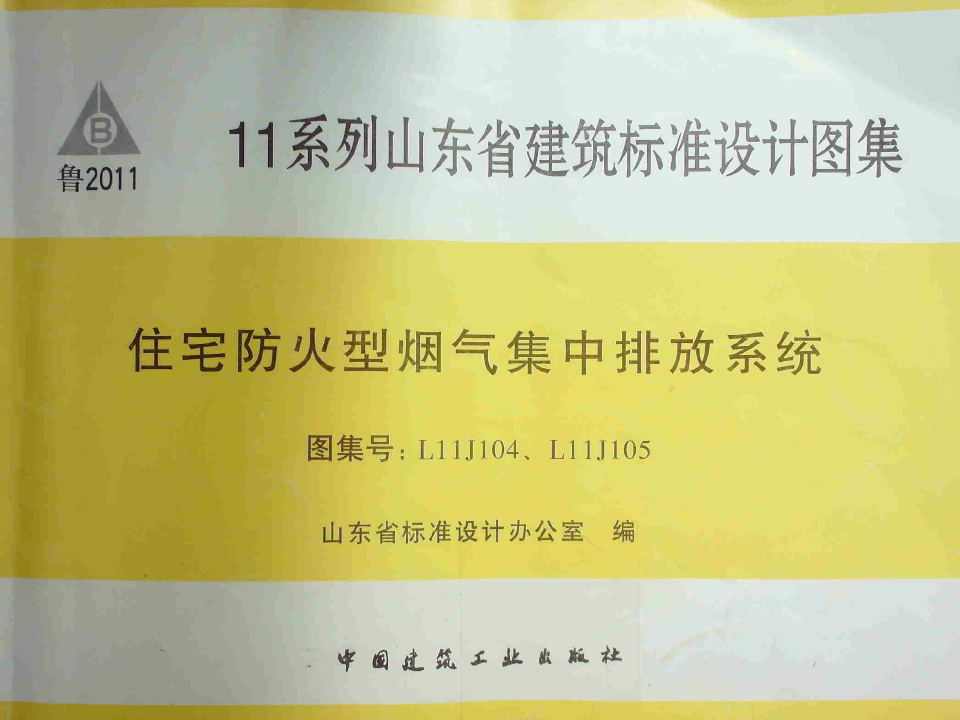 B
鲁2011
11系列山东省建筑标准设计图集
住宅防火型烟气集中排放系统
图集号：L11J104、L11J105
山东省标准设计办公室 编
中国建筑工业出版社